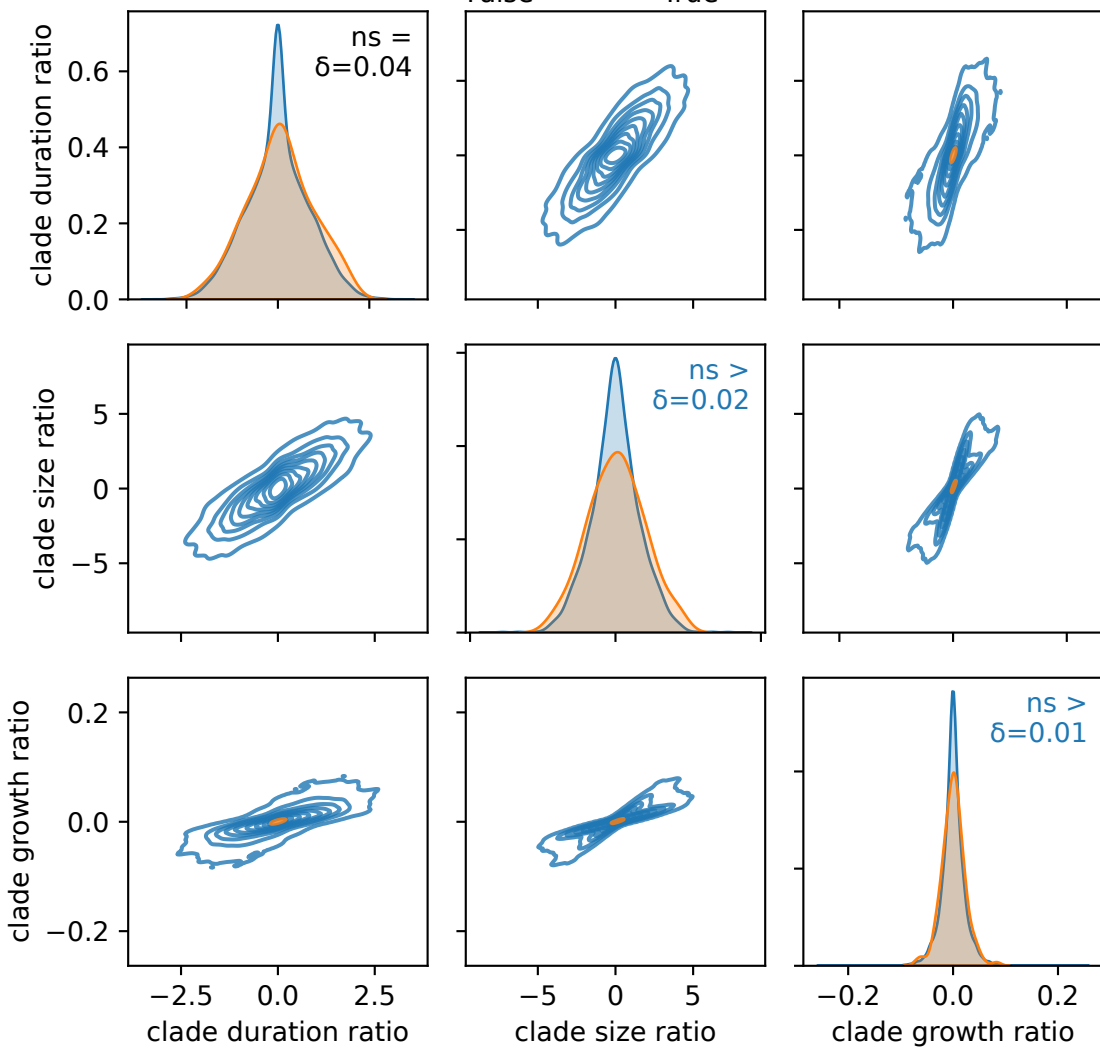 clade duration ratio
0.6
0.4
0.2
0.0
ns =
δ=0.04
clade size ratio
5
0
−5
ns >
δ=0.02
clade growth ratio
0.2
0.0
−0.2
ns >
δ=0.01
−2.5 0.0 2.5
clade duration ratio
−5 0 5
clade size ratio
−0.2 0.0 0.2
clade growth ratio